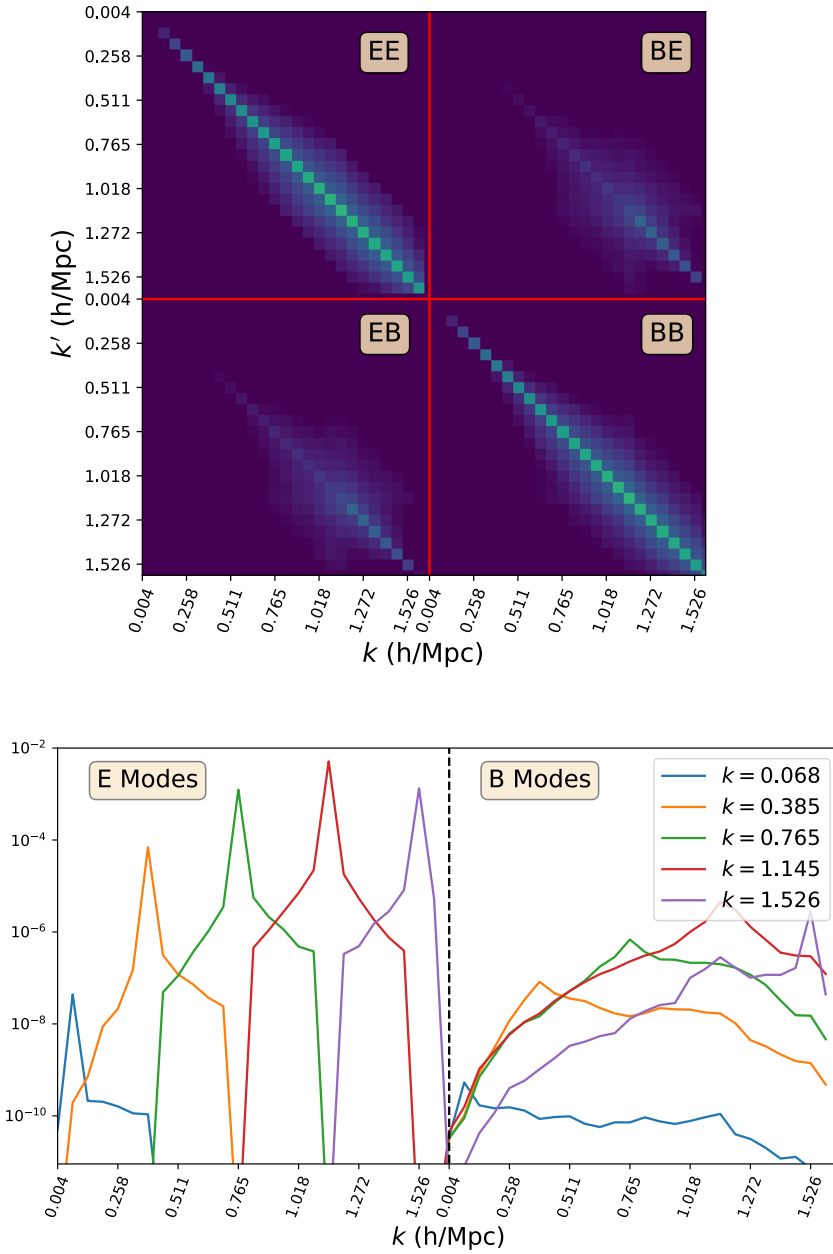 0.004
EE
BE
0.258
0.511
0.765
1.018
1.272
1.526
k′ (h/Mpc)
0.004
EB
BB
0.258
0.511
0.765
1.018
1.272
1.526
0.004 0.258 0.511 0.765 1.018 1.272 1.526 0.004 0.258 0.511 0.765 1.018 1.272 1.526
k (h/Mpc)
10⁻²
E Modes
B Modes
k = 0.068
k = 0.385
k = 0.765
k = 1.145
k = 1.526
10⁻⁴
10⁻⁶
10⁻⁸
10⁻¹⁰
0.004 0.258 0.511 0.765 1.018 1.272 1.526 0.004 0.258 0.511 0.765 1.018 1.272 1.526
k (h/Mpc)